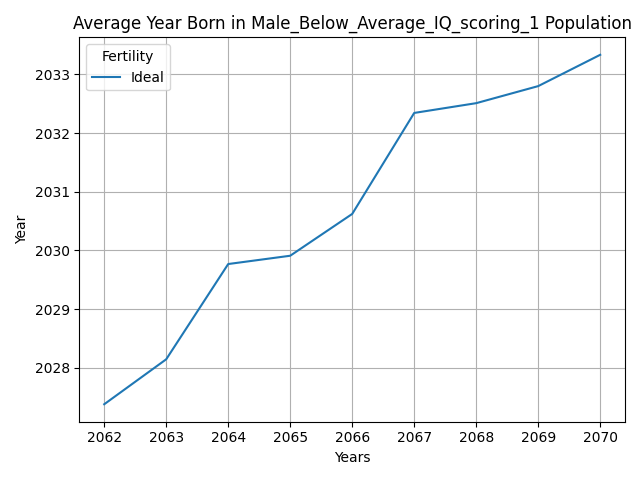 Average Year Born in Male_Below_Average_IQ_scoring_1 Population
Fertility
Ideal
Year
2033
2032
2031
2030
2029
2028
2062 2063 2064 2065 2066 2067 2068 2069 2070
Years